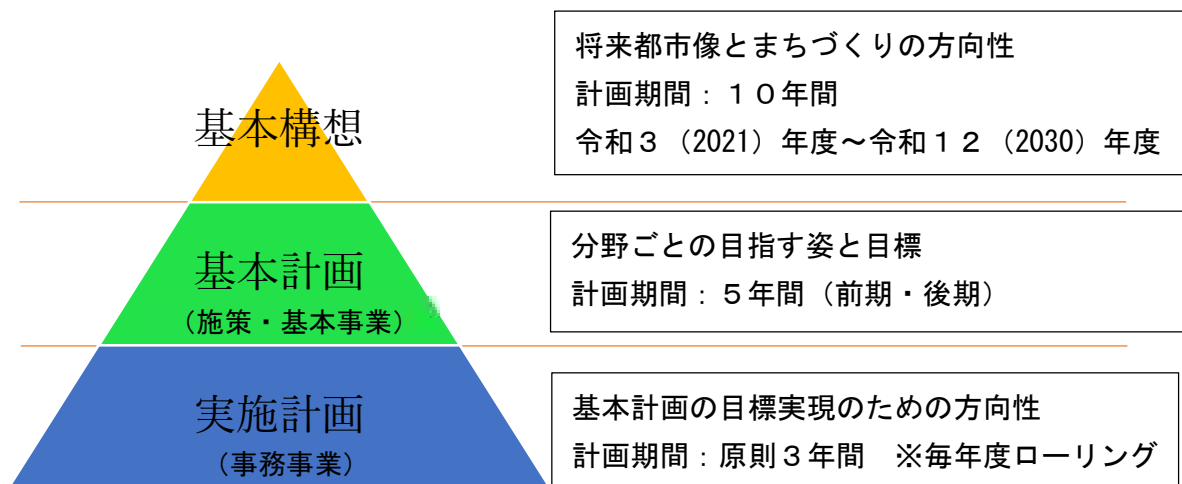 基本構想
将来都市像とまちづくりの方向性
計画期間：１０年間
令和３（2021）年度～令和１２（2030）年度
基本計画
（施策・基本事業）
分野ごとの目指す姿と目標
計画期間：５年間（前期・後期）
実施計画
（事務事業）
基本計画の目標実現のための方向性
計画期間：原則３年間　※毎年度ローリング